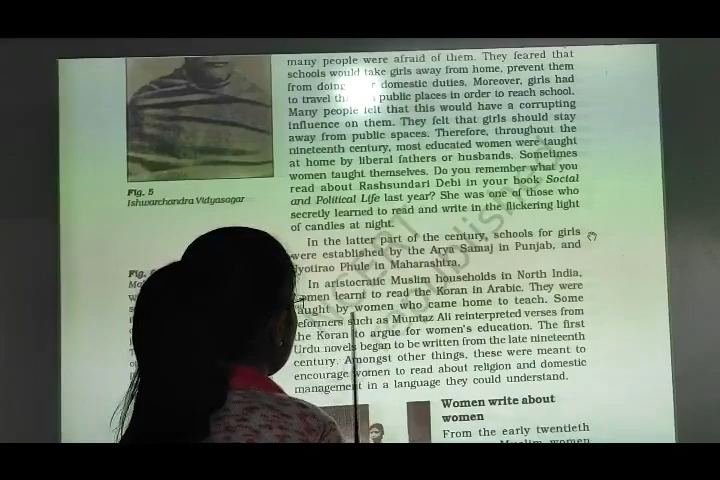 many people were afraid of them. They feared that
schools would take girls away from home, prevent them
from doing domestic duties. Moreover, girls had
to travel public places in order to reach school.
Many people felt that this would have a corrupting
influence on them. They felt that girls should stay
away from public spaces. Therefore, throughout the
nineteenth century, most educated women were taught
at home by liberal fathers or husbands. Sometimes
women taught themselves. Do you remember what you
read about Rashsundari Debi in your book Social
and Political Life last year? She was one of those who
secretly learned to read and write in the flickering light
of candles at night.
In the latter part of the century, schools for girls
were established by the Arya Samaj in Punjab, and
Jyotirao Phule in Maharashtra.
In aristocratic Muslim households in North India,
women learnt to read the Koran in Arabic. They were
taught by women who came home to teach. Some
reformers such as Mumtaz Ali reinterpreted verses from
the Koran to argue for women's education. The first
Urdu novels began to be written from the late nineteenth
century. Amongst other things, these were meant to
encourage women to read about religion and domestic
management in a language they could understand.
Fig. 5
Ishwarchandra Vidyasagar
Fig.
Women write about
women
From the early twentieth
Muslim women